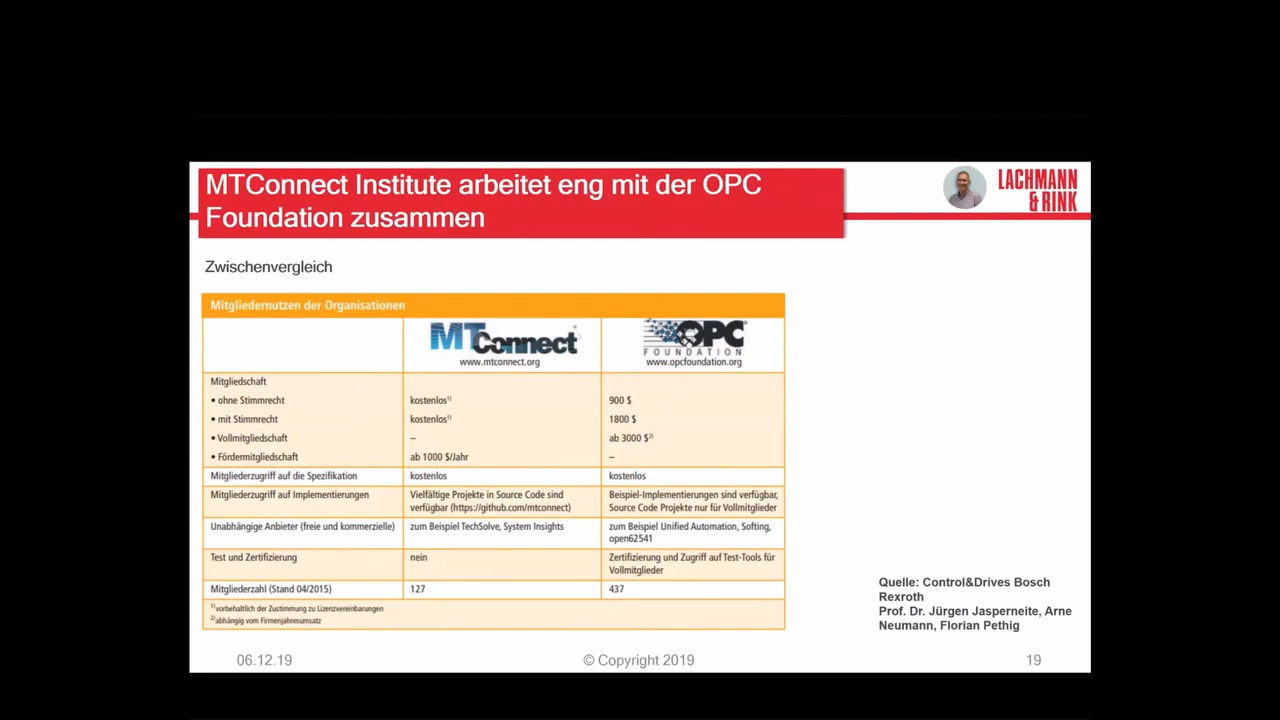 MTConnect Institute arbeitet eng mit der OPC
Foundation zusammen
LACHMANN
& RINK
Zwischenvergleich
Mitgliedernutzen der Organisationen
MTConnect
www.mtconnect.org
OPC
FOUNDATION
www.opcfoundation.org
Mitgliedschaft
• ohne Stimmrecht kostenlos1) 900 $
• mit Stimmrecht kostenlos1) 1800 $
• Vollmitgliedschaft – ab 3000 $2)
• Fördermitgliedschaft ab 1000 $/Jahr –
Mitgliederzugriff auf die Spezifikation kostenlos kostenlos
Mitgliederzugriff auf Implementierungen
Vielfältige Projekte in Source Code sind
verfügbar (https://github.com/mtconnect)
Beispiel-Implementierungen sind verfügbar,
Source Code Projekte nur für Vollmitglieder
Unabhängige Anbieter (freie und kommerzielle)
zum Beispiel TechSolve, System Insights
zum Beispiel Unified Automation, Softing,
open62541
Test und Zertifizierung
nein
Zertifizierung und Zugriff auf Test-Tools für
Vollmitglieder
Mitgliederzahl (Stand 04/2015) 127 437
1)vorbehaltlich der Zustimmung zu Lizenzvereinbarungen
2)abhängig vom Firmenjahresumsatz
Quelle: Control&Drives Bosch
Rexroth
Prof. Dr. Jürgen Jasperneite, Arne
Neumann, Florian Pethig
06.12.19 © Copyright 2019 19